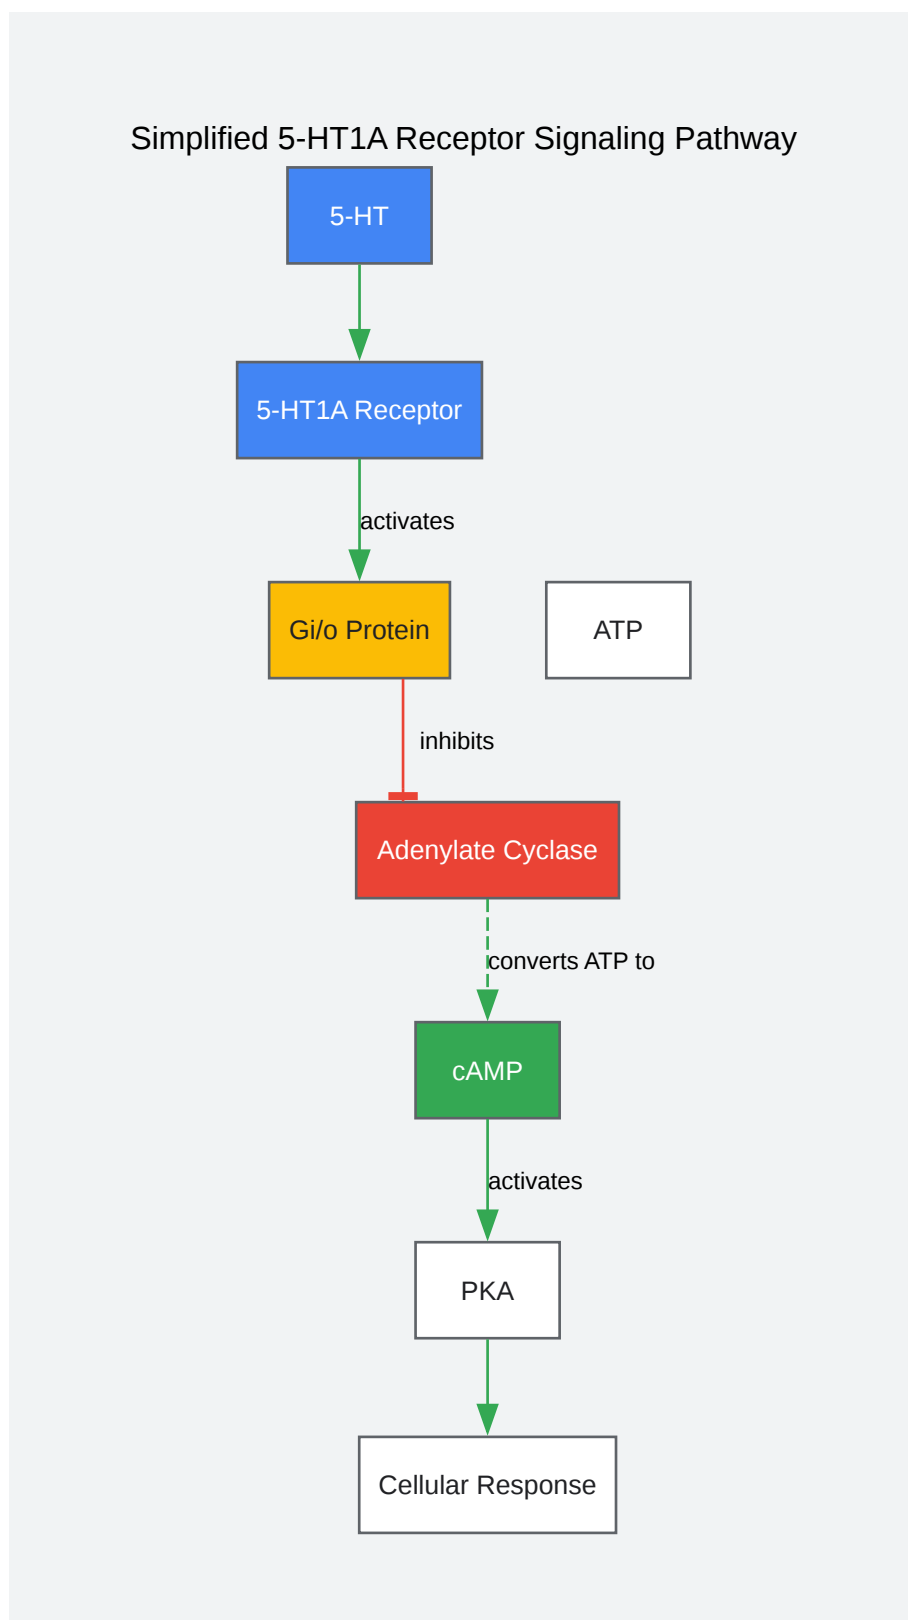 Simplified 5-HT1A Receptor Signaling Pathway
5-HT
5-HT1A Receptor
activates
Gi/o Protein
ATP
inhibits
Adenylate Cyclase
converts ATP to
cAMP
activates
PKA
Cellular Response